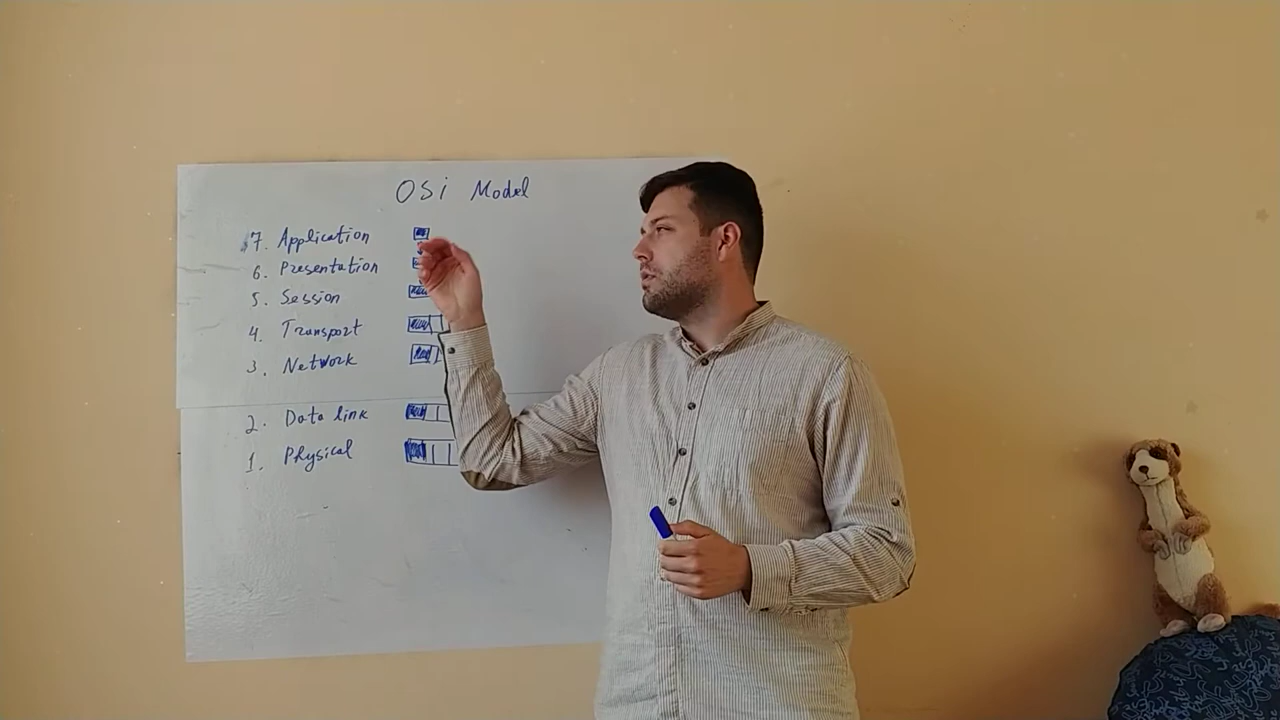 OSi Model
7. Application
6. Presentation
5. Session
4. Transport
3. Network
2. Data link
1. Physical